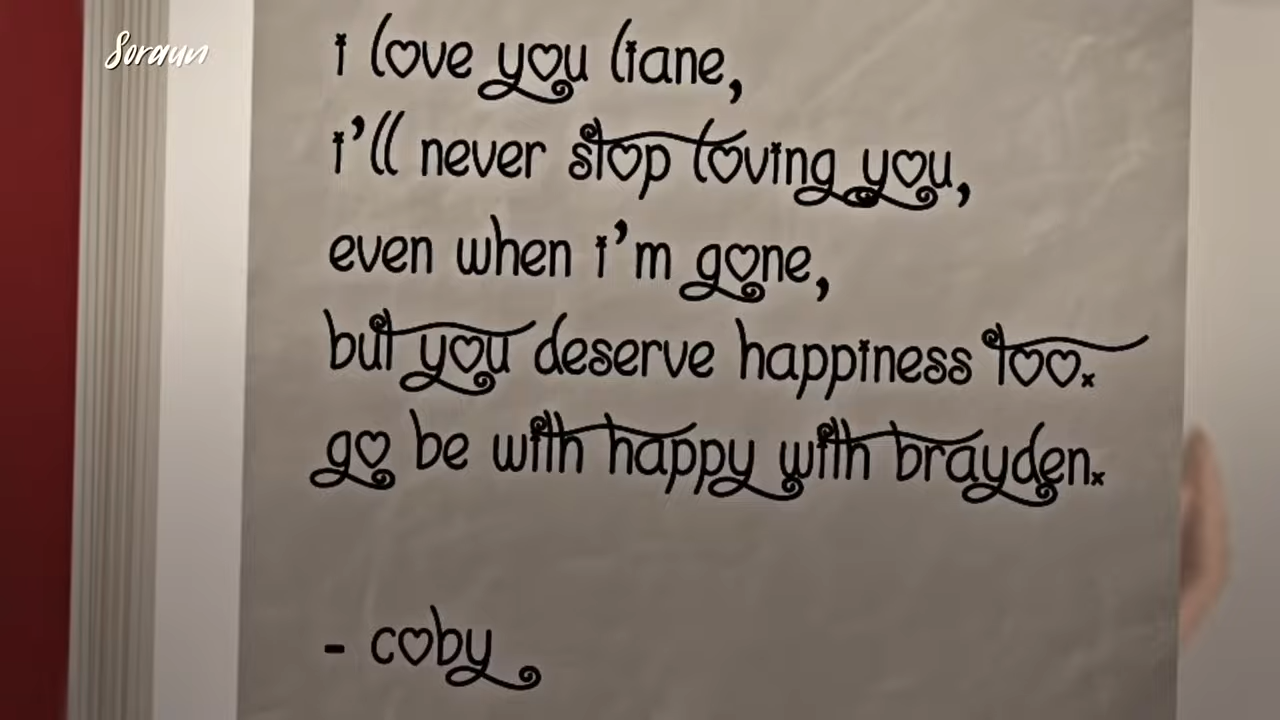 Soraun
i love you liane,
i'll never stop loving you,
even when i'm gone,
but you deserve happiness too.
go be with happy with brayden.
- coby